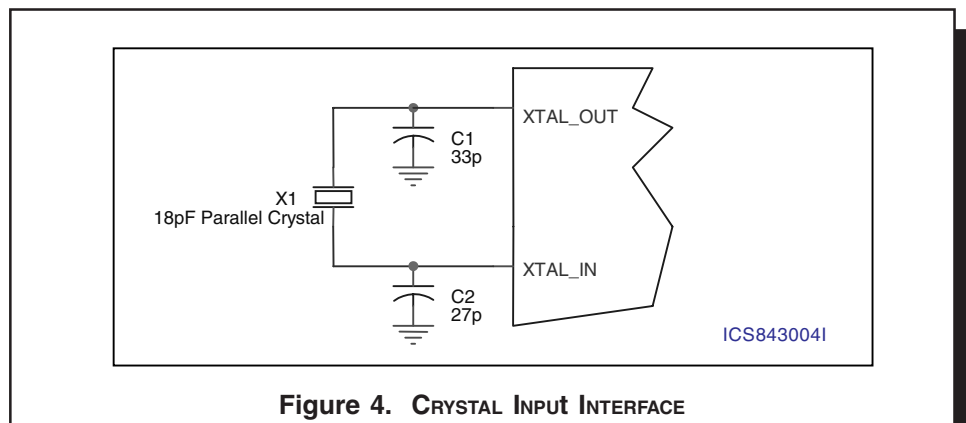 XTAL_OUT
C1
33p
X1
18pF Parallel Crystal
XTAL_IN
C2
27p
ICS843004I
Figure 4. CRYSTAL INPUt INTERFACE